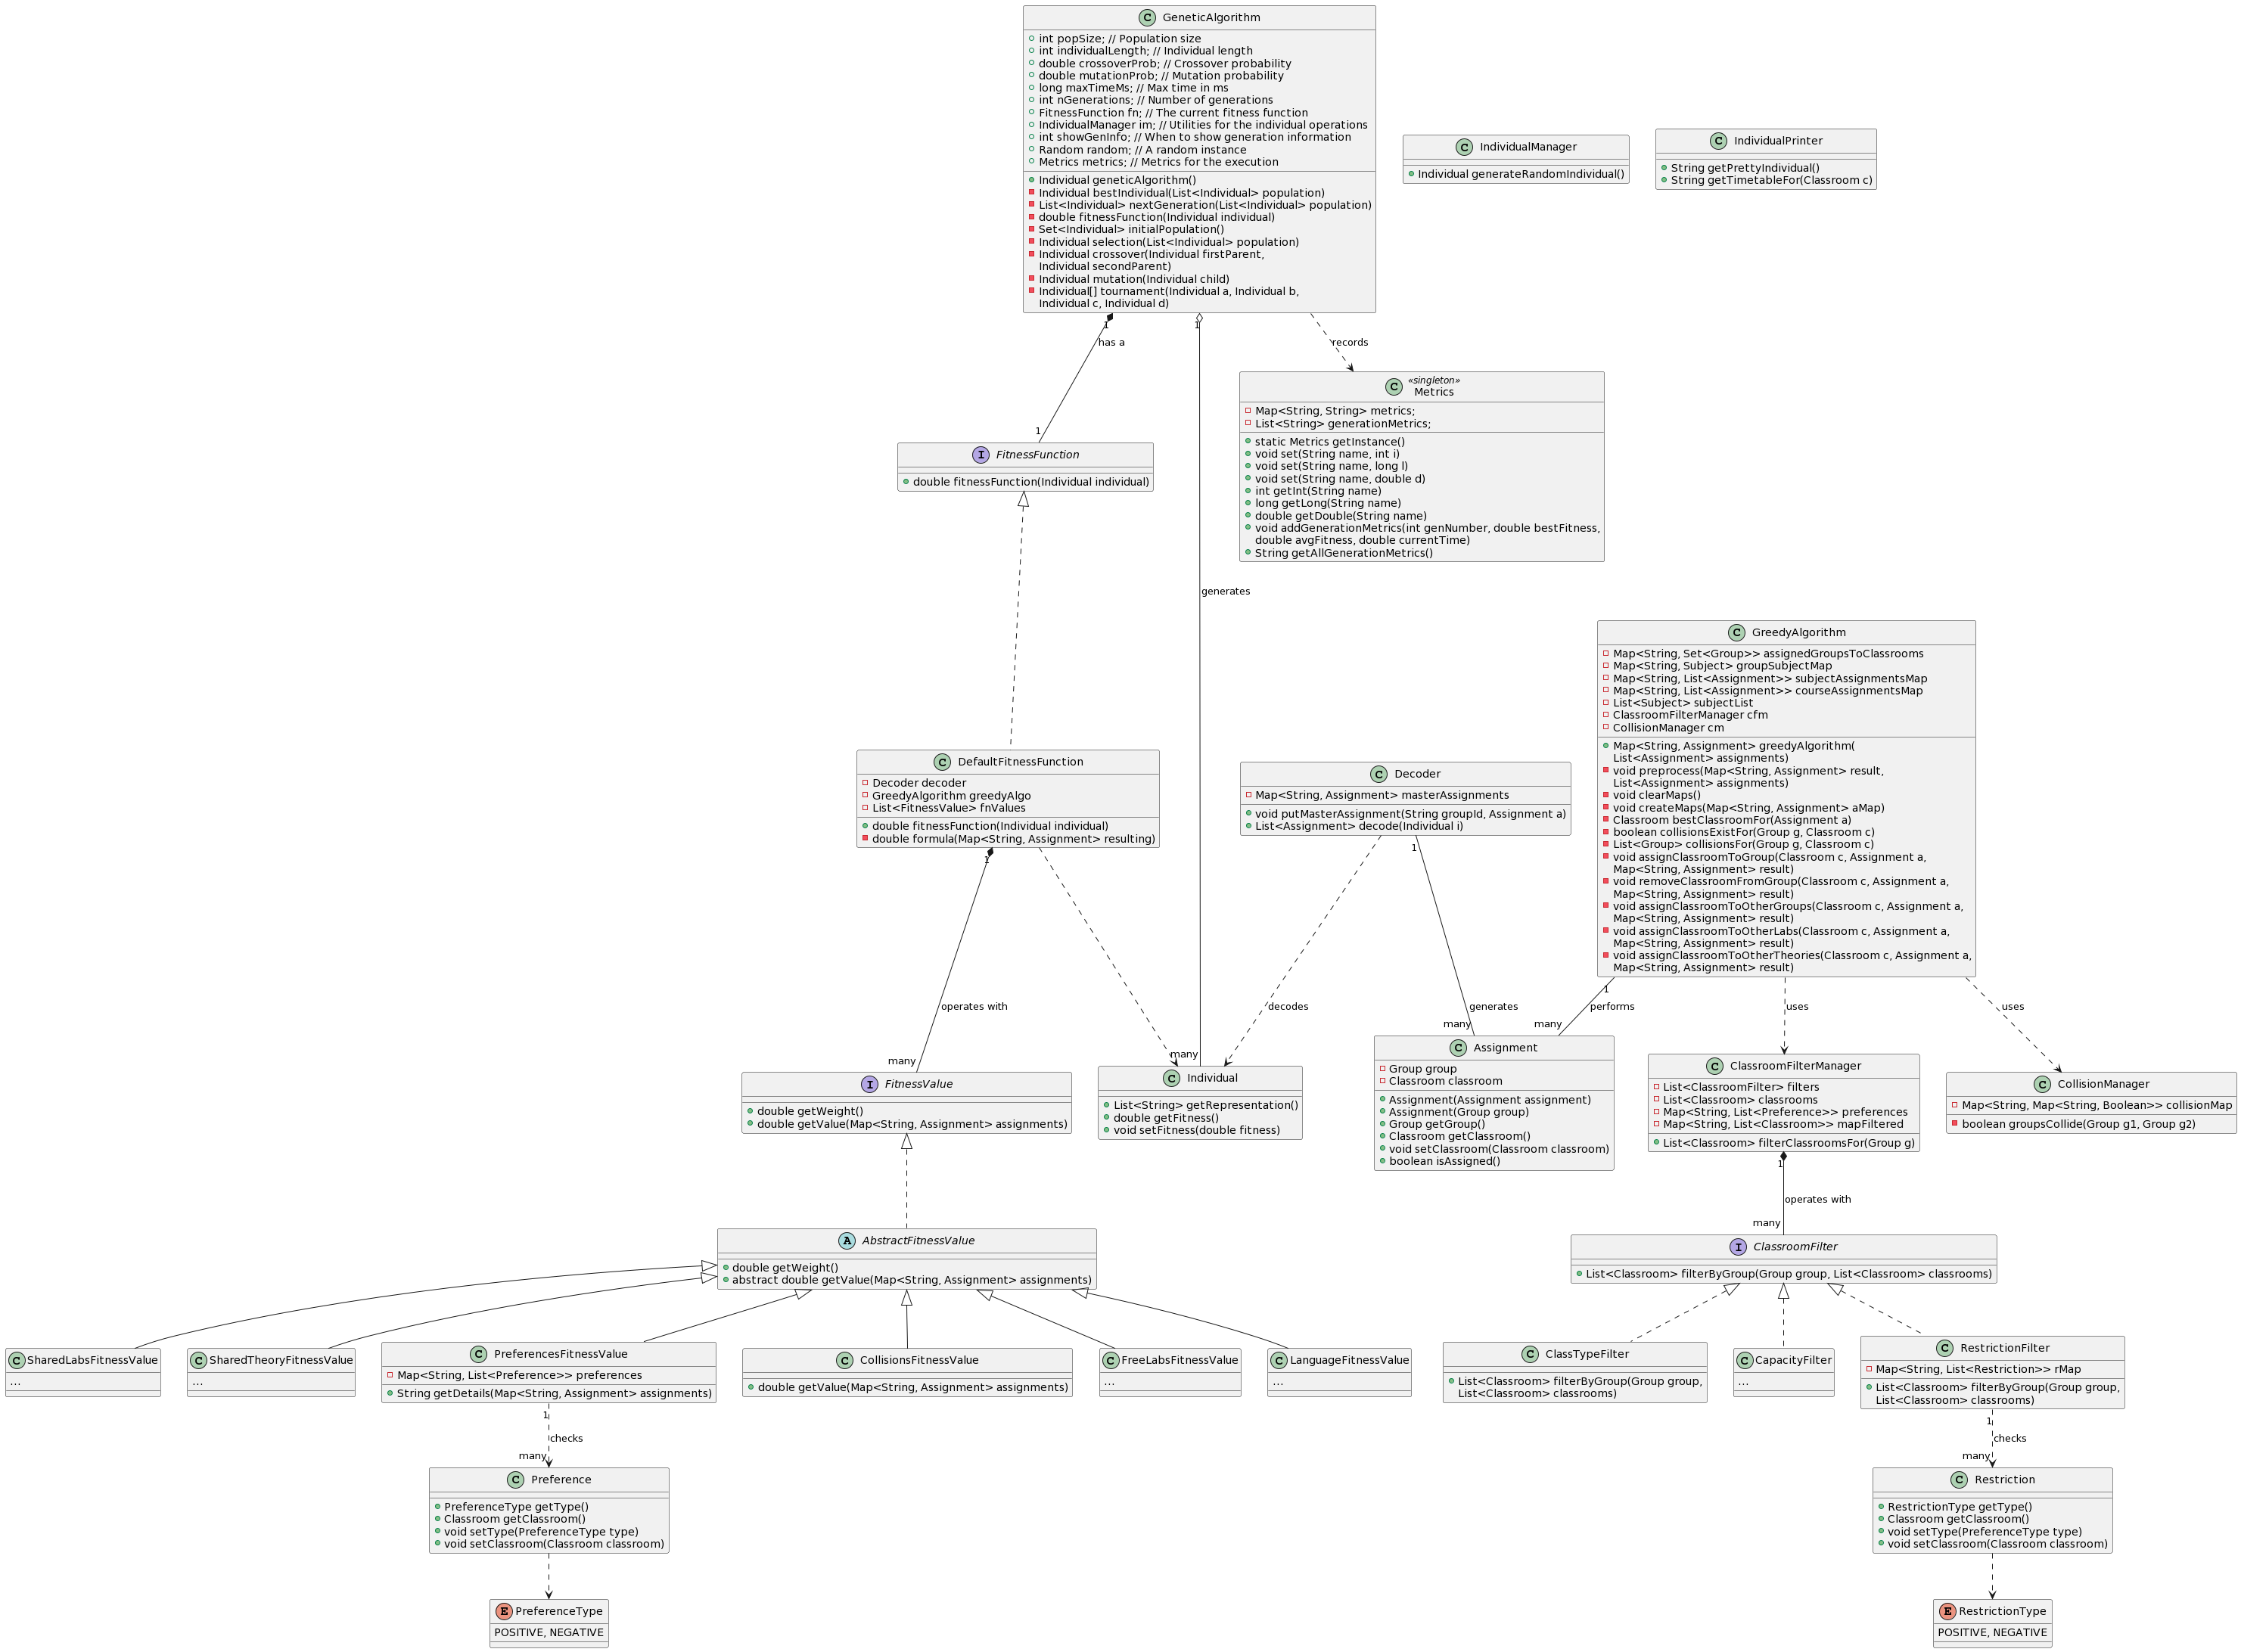 C GeneticAlgorithm
int popSize; // Population size
int individualLength; // Individual length
double crossoverProb; // Crossover probability
double mutationProb; // Mutation probability
long maxTimeMs; // Max time in ms
int nGenerations; // Number of generations
FitnessFunction fn; // The current fitness function
IndividualManager im; // Utilities for the individual operations
int showGenInfo; // When to show generation information
Random random; // A random instance
Metrics metrics; // Metrics for the execution
Individual geneticAlgorithm()
Individual bestIndividual(List<Individual> population)
List<Individual> nextGeneration(List<Individual> population)
double fitnessFunction(Individual individual)
Set<Individual> initialPopulation()
Individual selection(List<Individual> population)
Individual crossover(Individual firstParent,
Individual secondParent)
Individual mutation(Individual child)
Individual[] tournament(Individual a, Individual b,
Individual c, Individual d)
C IndividualManager
Individual generateRandomIndividual()
C IndividualPrinter
String getPrettyIndividual()
String getTimetableFor(Classroom c)
1
has a
1
1
generates
many
records
C «singleton»
Metrics
Map<String, String> metrics;
List<String> generationMetrics;
static Metrics getInstance()
void set(String name, int i)
void set(String name, long l)
void set(String name, double d)
int getInt(String name)
long getLong(String name)
double getDouble(String name)
void addGenerationMetrics(int genNumber, double bestFitness,
double avgFitness, double currentTime)
String getAllGenerationMetrics()
I FitnessFunction
double fitnessFunction(Individual individual)
C GreedyAlgorithm
Map<String, Set<Group>> assignedGroupsToClassrooms
Map<String, Subject> groupSubjectMap
Map<String, List<Assignment>> subjectAssignmentsMap
Map<String, List<Assignment>> courseAssignmentsMap
List<Subject> subjectList
ClassroomFilterManager cfm
CollisionManager cm
Map<String, Assignment> greedyAlgorithm(
List<Assignment> assignments)
void preprocess(Map<String, Assignment> result,
List<Assignment> assignments)
void clearMaps()
void createMaps(Map<String, Assignment> aMap)
Classroom bestClassroomFor(Assignment a)
boolean collisionsExistFor(Group g, Classroom c)
List<Group> collisionsFor(Group g, Classroom c)
void assignClassroomToGroup(Classroom c, Assignment a,
Map<String, Assignment> result)
void removeClassroomFromGroup(Classroom c, Assignment a,
Map<String, Assignment> result)
void assignClassroomToOtherGroups(Classroom c, Assignment a,
Map<String, Assignment> result)
void assignClassroomToOtherLabs(Classroom c, Assignment a,
Map<String, Assignment> result)
void assignClassroomToOtherTheories(Classroom c, Assignment a,
Map<String, Assignment> result)
C DefaultFitnessFunction
Decoder decoder
GreedyAlgorithm greedyAlgo
List<FitnessValue> fnValues
double fitnessFunction(Individual individual)
double formula(Map<String, Assignment> resulting)
C Decoder
Map<String, Assignment> masterAssignments
void putMasterAssignment(String groupId, Assignment a)
List<Assignment> decode(Individual i)
1
operates with
many
decodes
1
generates
many
1
performs
many
uses
uses
I FitnessValue
double getWeight()
double getValue(Map<String, Assignment> assignments)
C Individual
List<String> getRepresentation()
double getFitness()
void setFitness(double fitness)
C Assignment
Group group
Classroom classroom
Assignment(Assignment assignment)
Assignment(Group group)
Group getGroup()
Classroom getClassroom()
void setClassroom(Classroom classroom)
boolean isAssigned()
C ClassroomFilterManager
List<ClassroomFilter> filters
List<Classroom> classrooms
Map<String, List<Preference>> preferences
Map<String, List<Classroom>> mapFiltered
List<Classroom> filterClassroomsFor(Group g)
C CollisionManager
Map<String, Map<String, Boolean>> collisionMap
boolean groupsCollide(Group g1, Group g2)
1
operates with
many
A AbstractFitnessValue
double getWeight()
abstract double getValue(Map<String, Assignment> assignments)
I ClassroomFilter
List<Classroom> filterByGroup(Group group, List<Classroom> classrooms)
C SharedLabsFitnessValue
...
C SharedTheoryFitnessValue
...
C PreferencesFitnessValue
Map<String, List<Preference>> preferences
String getDetails(Map<String, Assignment> assignments)
C CollisionsFitnessValue
double getValue(Map<String, Assignment> assignments)
C FreeLabsFitnessValue
...
C LanguageFitnessValue
...
C ClassTypeFilter
List<Classroom> filterByGroup(Group group,
List<Classroom> classrooms)
C CapacityFilter
...
C RestrictionFilter
Map<String, List<Restriction>> rMap
List<Classroom> filterByGroup(Group group,
List<Classroom> classrooms)
1
checks
many
1
checks
many
C Preference
PreferenceType getType()
Classroom getClassroom()
void setType(PreferenceType type)
void setClassroom(Classroom classroom)
C Restriction
RestrictionType getType()
Classroom getClassroom()
void setType(PreferenceType type)
void setClassroom(Classroom classroom)
E PreferenceType
POSITIVE, NEGATIVE
E RestrictionType
POSITIVE, NEGATIVE